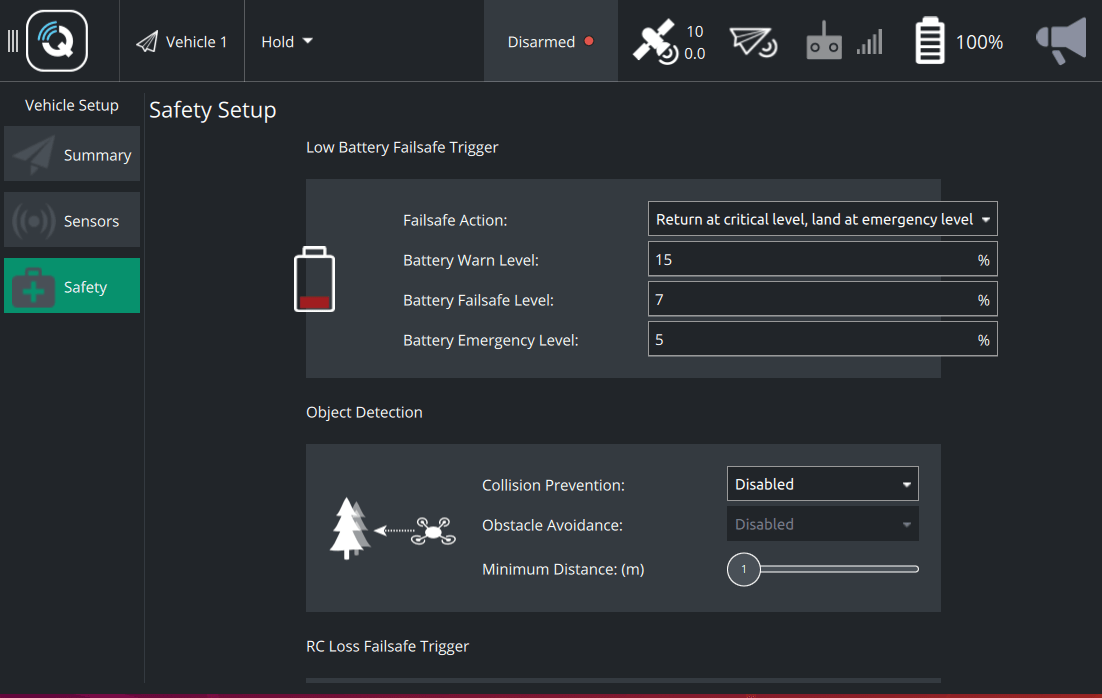 Vehicle 1
Hold
Disarmed
10
0.0
100%
Vehicle Setup
Summary
Sensors
Safety
Safety Setup
Low Battery Failsafe Trigger
Failsafe Action: Return at critical level, land at emergency level
Battery Warn Level: 15 %
Battery Failsafe Level: 7 %
Battery Emergency Level: 5 %
Object Detection
Collision Prevention: Disabled
Obstacle Avoidance: Disabled
Minimum Distance: (m) 1
RC Loss Failsafe Trigger